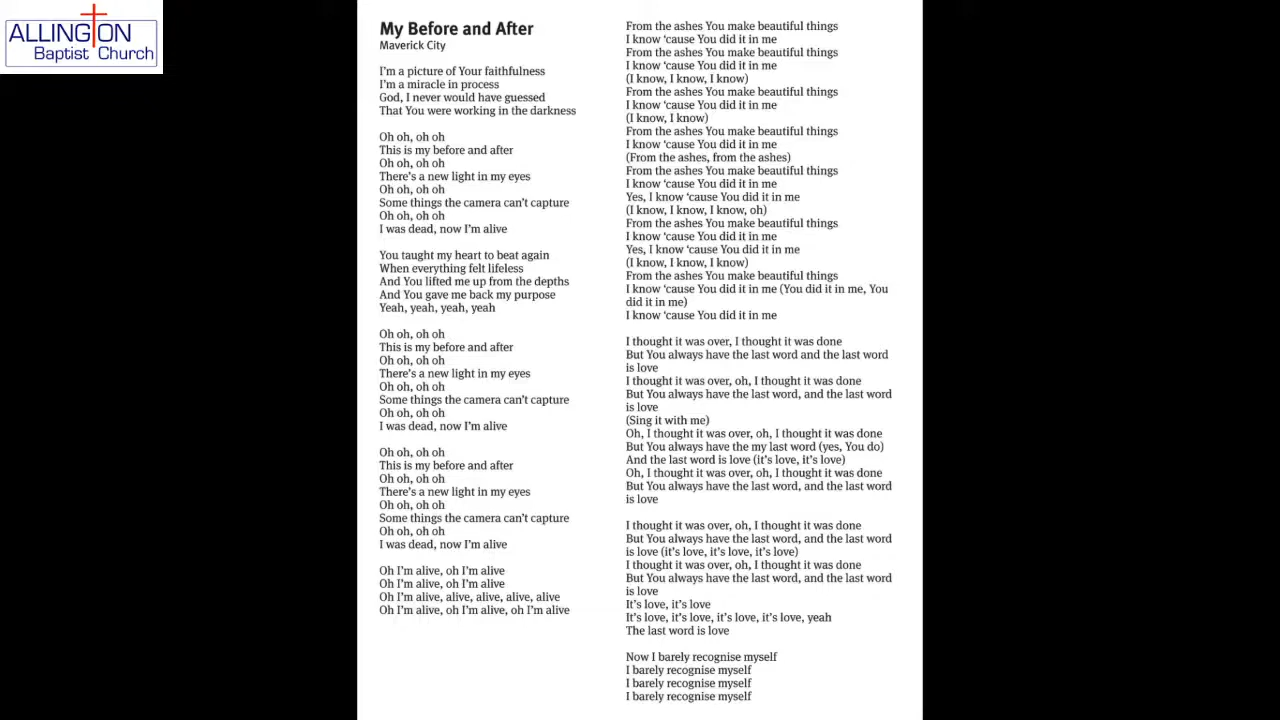 ALLINGTON
Baptist Church
My Before and After
Maverick City
I'm a picture of Your faithfulness
I'm a miracle in process
God, I never would have guessed
That You were working in the darkness
Oh oh, oh oh
This is my before and after
Oh oh, oh oh
There's a new light in my eyes
Oh oh, oh oh
Some things the camera can't capture
Oh oh, oh oh
I was dead, now I'm alive
You taught my heart to beat again
When everything felt lifeless
And You lifted me up from the depths
And You gave me back my purpose
Yeah, yeah, yeah, yeah
Oh oh, oh oh
This is my before and after
Oh oh, oh oh
There's a new light in my eyes
Oh oh, oh oh
Some things the camera can't capture
Oh oh, oh oh
I was dead, now I'm alive
Oh oh, oh oh
This is my before and after
Oh oh, oh oh
There's a new light in my eyes
Oh oh, oh oh
Some things the camera can't capture
Oh oh, oh oh
I was dead, now I'm alive
Oh I'm alive, oh I'm alive
Oh I'm alive, oh I'm alive
Oh I'm alive, alive, alive, alive, alive
Oh I'm alive, oh I'm alive, oh I'm alive
From the ashes You make beautiful things
I know 'cause You did it in me
From the ashes You make beautiful things
I know 'cause You did it in me
(I know, I know, I know)
From the ashes You make beautiful things
I know 'cause You did it in me
(I know, I know)
From the ashes You make beautiful things
I know 'cause You did it in me
(From the ashes, from the ashes)
From the ashes You make beautiful things
I know 'cause You did it in me
Yes, I know 'cause You did it in me
(I know, I know, I know, oh)
From the ashes You make beautiful things
I know 'cause You did it in me
Yes, I know 'cause You did it in me
(I know, I know, I know)
From the ashes You make beautiful things
I know 'cause You did it in me (You did it in me, You
did it in me)
I know 'cause You did it in me
I thought it was over, I thought it was done
But You always have the last word and the last word
is love
I thought it was over, oh, I thought it was done
But You always have the last word, and the last word
is love
(Sing it with me)
Oh, I thought it was over, oh, I thought it was done
But You always have the my last word (yes, You do)
And the last word is love (it's love, it's love)
Oh, I thought it was over, oh, I thought it was done
But You always have the last word, and the last word
is love
I thought it was over, oh, I thought it was done
But You always have the last word, and the last word
is love (it's love, it's love, it's love)
I thought it was over, oh, I thought it was done
But You always have the last word, and the last word
is love
It's love, it's love
It's love, it's love, it's love, it's love, yeah
The last word is love
Now I barely recognise myself
I barely recognise myself
I barely recognise myself
I barely recognise myself